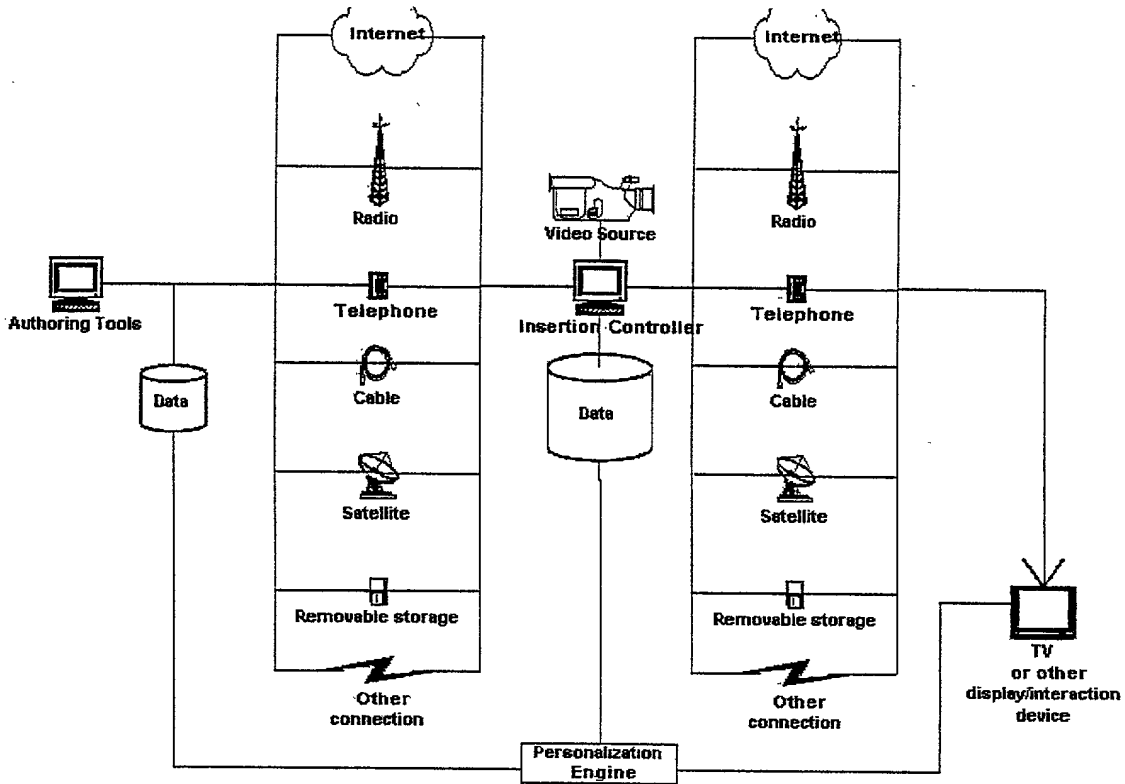 Internet
Internet
Radio
Radio
Video Source
Authoring Tools
Telephone
Insertion Controller
Telephone
Data
Cable
Data
Cable
Satellite
Satellite
Removable storage
Removable storage
TV
or other
display/interaction
device
Other
connection
Other
connection
Personalization
Engine